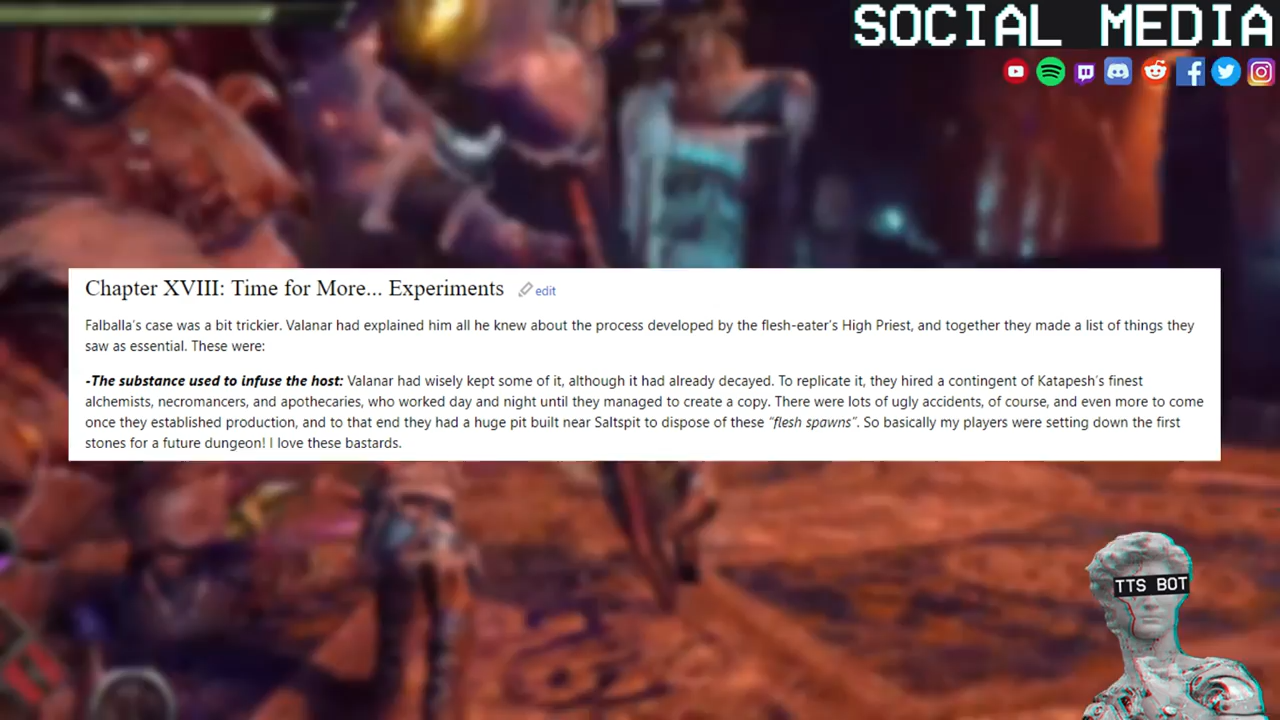 SOCIAL MEDIA
Chapter XVIII: Time for More... Experiments edit
Falballa's case was a bit trickier. Valanar had explained him all he knew about the process developed by the flesh-eater's High Priest, and together they made a list of things they
saw as essential. These were:
-The substance used to infuse the host: Valanar had wisely kept some of it, although it had already decayed. To replicate it, they hired a contingent of Katapesh's finest
alchemists, necromancers, and apothecaries, who worked day and night until they managed to create a copy. There were lots of ugly accidents, of course, and even more to come
once they established production, and to that end they had a huge pit built near Saltspit to dispose of these "flesh spawns". So basically my players were setting down the first
stones for a future dungeon! I love these bastards.
TTS BOT